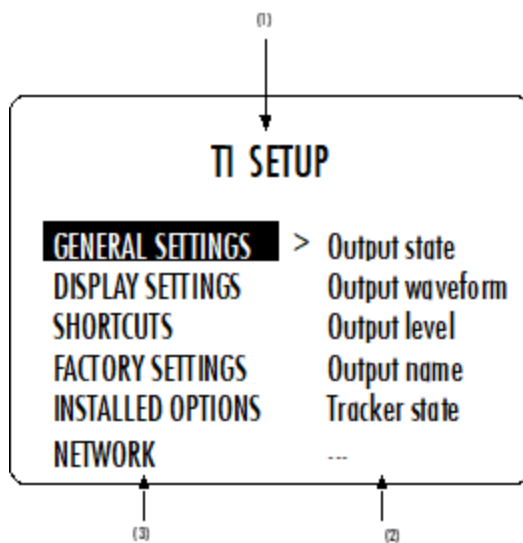 (1)
TI SETUP
GENERAL SETTINGS > Output state
DISPLAY SETTINGS Output waveform
SHORTCUTS Output level
FACTORY SETTINGS Output name
INSTALLED OPTIONS Tracker state
NETWORK ---
(3) (2)